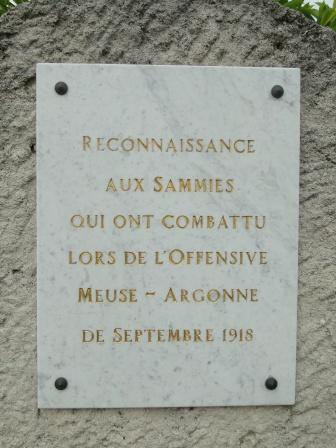 Reconnaissance
aux Sammies
qui ont combattu
lors de l'Offensive
Meuse - Argonne
de Septembre 1918